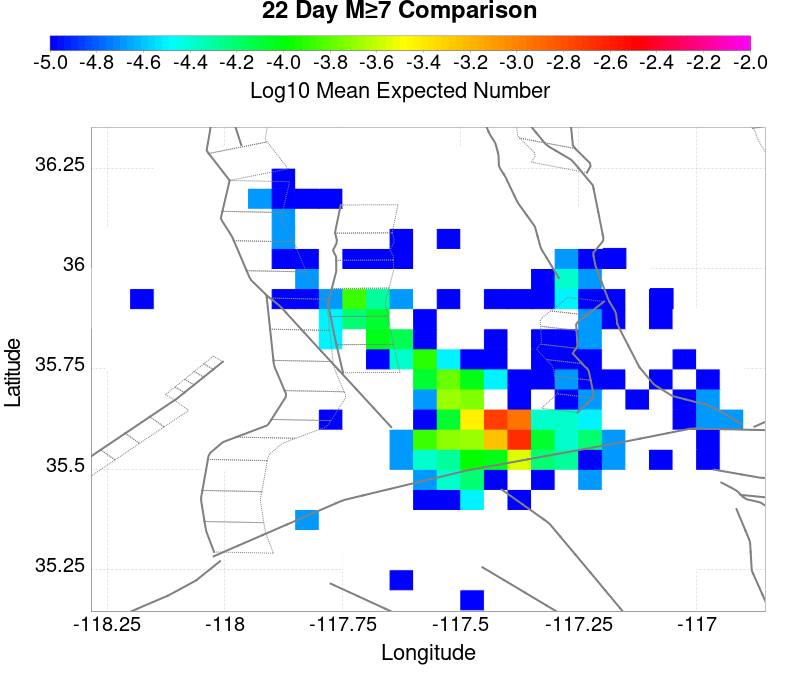 22 Day M≥7 Comparison
-5.0 -4.8 -4.6 -4.4 -4.2 -4.0 -3.8 -3.6 -3.4 -3.2 -3.0 -2.8 -2.6 -2.4 -2.2 -2.0
Log10 Mean Expected Number
36.25
36
35.75
35.5
35.25
Latitude
-118.25 -118 -117.75 -117.5 -117.25 -117
Longitude